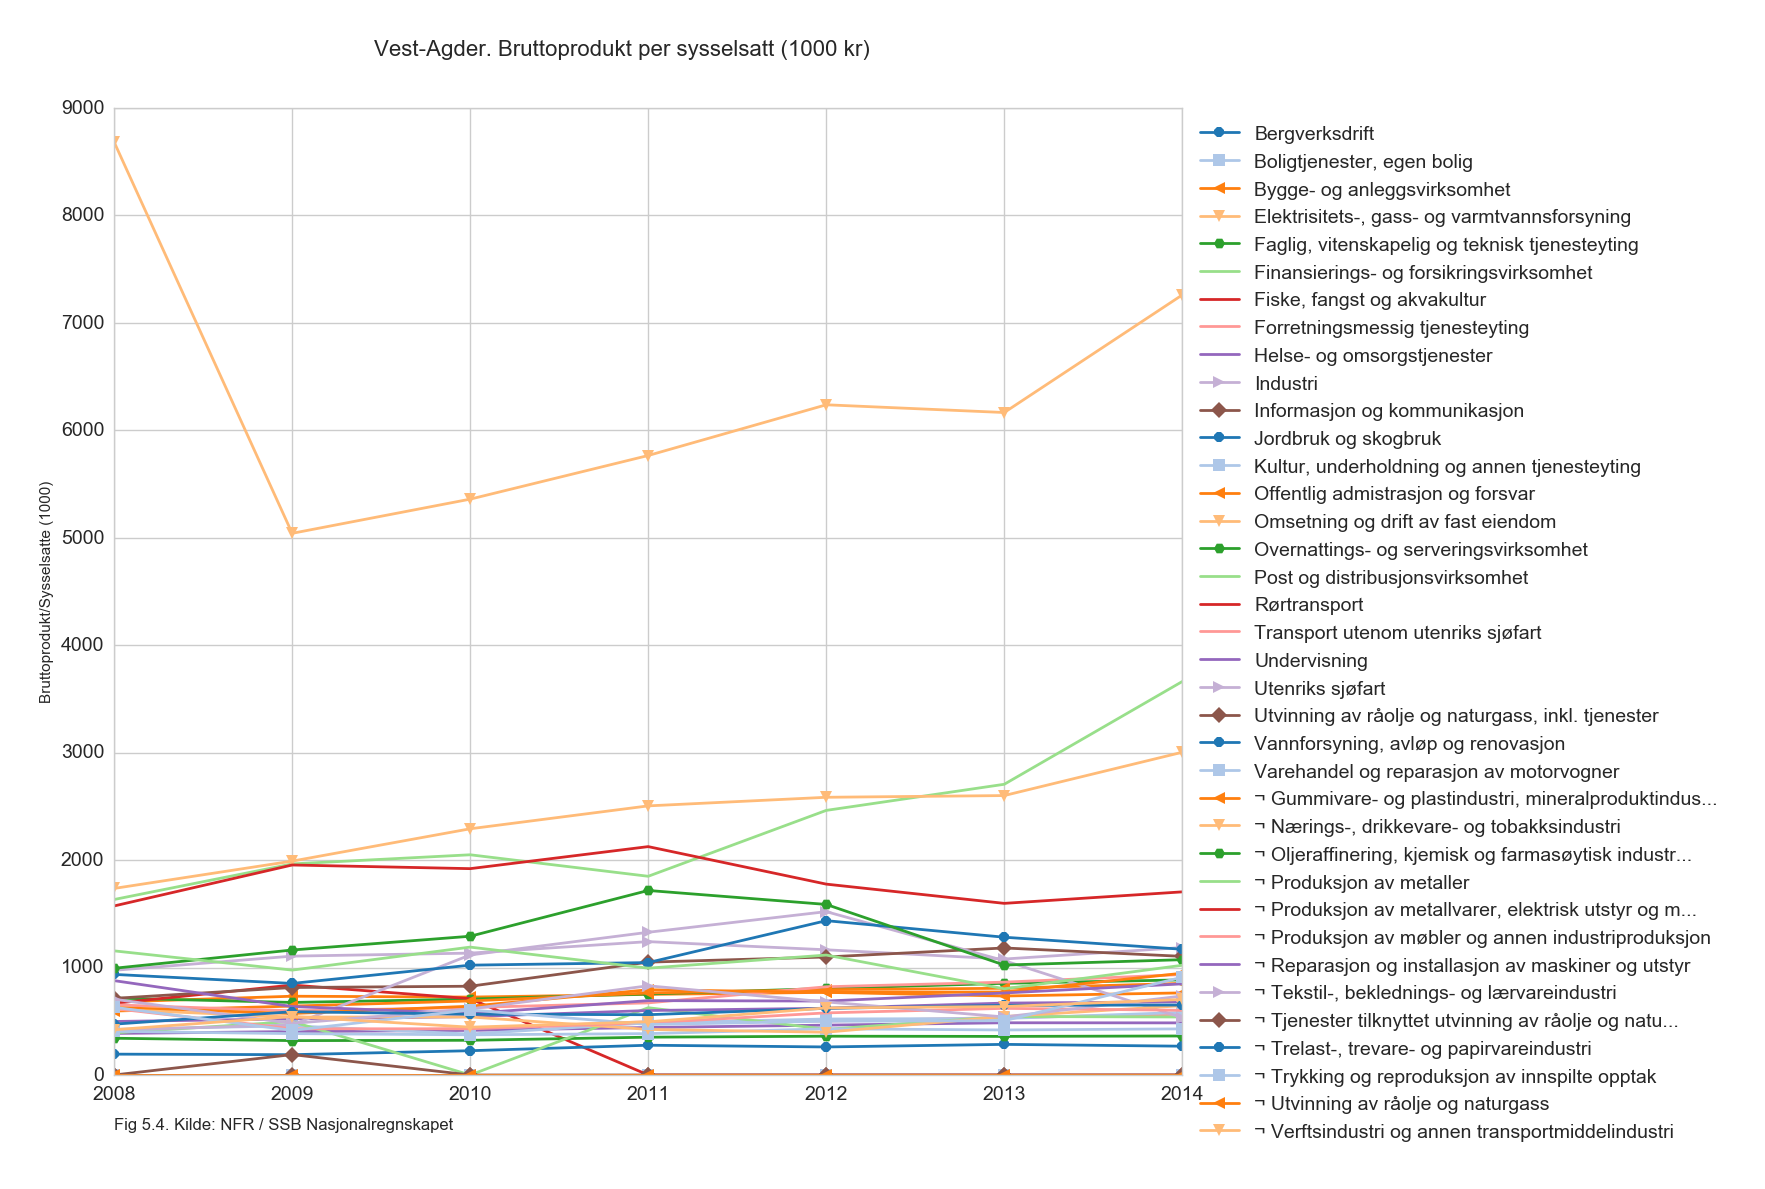 Vest-Agder. Bruttoprodukt per sysselsatt (1000 kr)
9000
8000
7000
6000
5000
4000
3000
2000
1000
0
Bruttoprodukt/Sysselsatte (1000)
2008 2009 2010 2011 2012 2013 2014
Fig 5.4. Kilde: NFR / SSB Nasjonalregnskapet
Bergverksdrift
Boligtjenester, egen bolig
Bygge- og anleggsvirksomhet
Elektrisitets-, gass- og varmtvannsforsyning
Faglig, vitenskapelig og teknisk tjenesteyting
Finansierings- og forsikringsvirksomhet
Fiske, fangst og akvakultur
Forretningsmessig tjenesteyting
Helse- og omsorgstjenester
Industri
Informasjon og kommunikasjon
Jordbruk og skogbruk
Kultur, underholdning og annen tjenesteyting
Offentlig admistrasjon og forsvar
Omsetning og drift av fast eiendom
Overnattings- og serveringsvirksomhet
Post og distribusjonsvirksomhet
Rørtransport
Transport utenom utenriks sjøfart
Undervisning
Utenriks sjøfart
Utvinning av råolje og naturgass, inkl. tjenester
Vannforsyning, avløp og renovasjon
Varehandel og reparasjon av motorvogner
¬ Gummivare- og plastindustri, mineralproduktindus...
¬ Nærings-, drikkevare- og tobakksindustri
¬ Oljeraffinering, kjemisk og farmasøytisk industr...
¬ Produksjon av metaller
¬ Produksjon av metallvarer, elektrisk utstyr og m...
¬ Produksjon av møbler og annen industriproduksjon
¬ Reparasjon og installasjon av maskiner og utstyr
¬ Tekstil-, beklednings- og lærvareindustri
¬ Tjenester tilknyttet utvinning av råolje og natu...
¬ Trelast-, trevare- og papirvareindustri
¬ Trykking og reproduksjon av innspilte opptak
¬ Utvinning av råolje og naturgass
¬ Verftsindustri og annen transportmiddelindustri